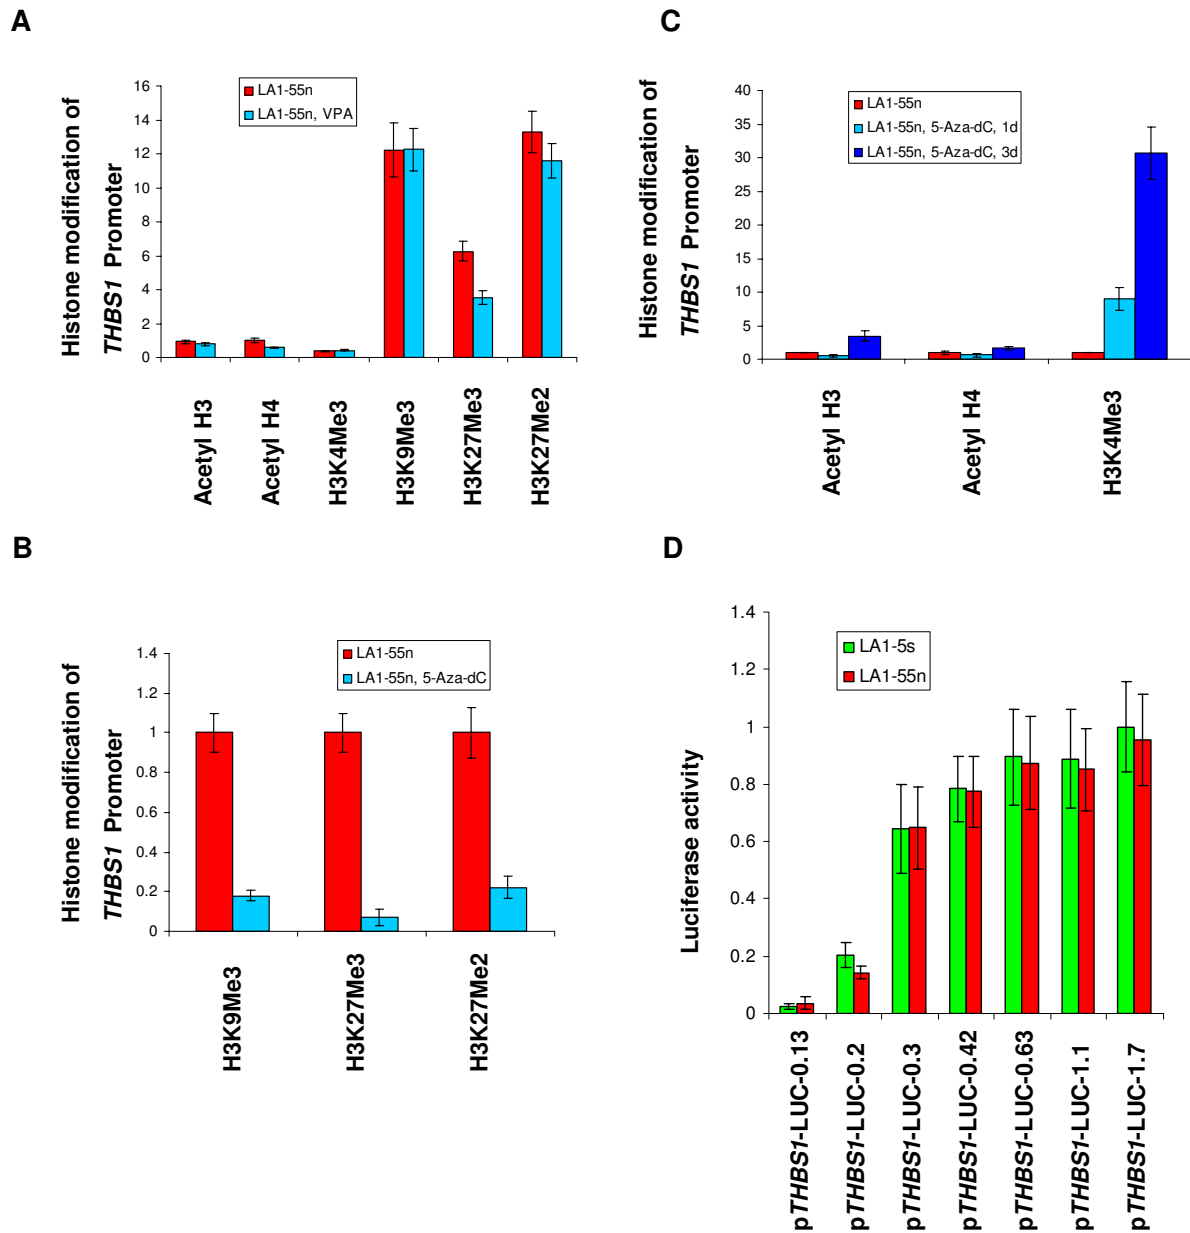 A
Histone modification of
THBS1 Promoter
16
14
12
10
8
6
4
2
0
LA1-55n
LA1-55n, VPA
Acetyl H3
Acetyl H4
H3K4Me3
H3K9Me3
H3K27Me3
H3K27Me2
B
Histone modification of
THBS1 Promoter
1.4
1.2
1
0.8
0.6
0.4
0.2
0
LA1-55n
LA1-55n, 5-Aza-dC
H3K9Me3
H3K27Me3
H3K27Me2
C
Histone modification of
THBS1 Promoter
40
35
30
25
20
15
10
5
0
LA1-55n
LA1-55n, 5-Aza-dC, 1d
LA1-55n, 5-Aza-dC, 3d
Acetyl H3
Acetyl H4
H3K4Me3
D
Luciferase activity
1.4
1.2
1
0.8
0.6
0.4
0.2
0
LA1-5s
LA1-55n
pTHBS1-LUC-0.13
pTHBS1-LUC-0.2
pTHBS1-LUC-0.3
pTHBS1-LUC-0.42
pTHBS1-LUC-0.63
pTHBS1-LUC-1.1
pTHBS1-LUC-1.7